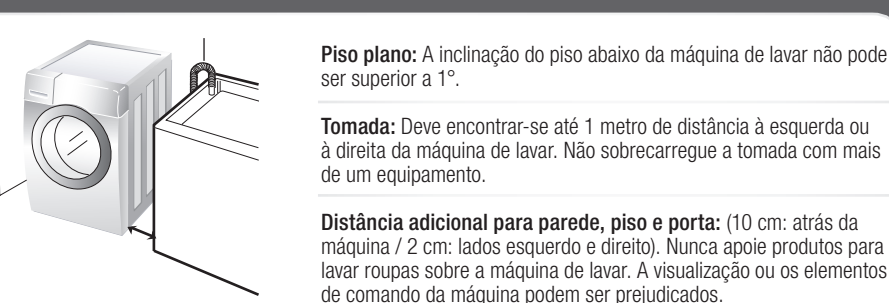 Piso plano: A inclinação do piso abaixo da máquina de lavar não pode
ser superior a 1°.
Tomada: Deve encontrar-se até 1 metro de distância à esquerda ou
à direita da máquina de lavar. Não sobrecarregue a tomada com mais
de um equipamento.
Distância adicional para parede, piso e porta: (10 cm: atrás da
máquina / 2 cm: lados esquerdo e direito). Nunca apoie produtos para
lavar roupas sobre a máquina de lavar. A visualização ou os elementos
de comando da máquina podem ser prejudicados.